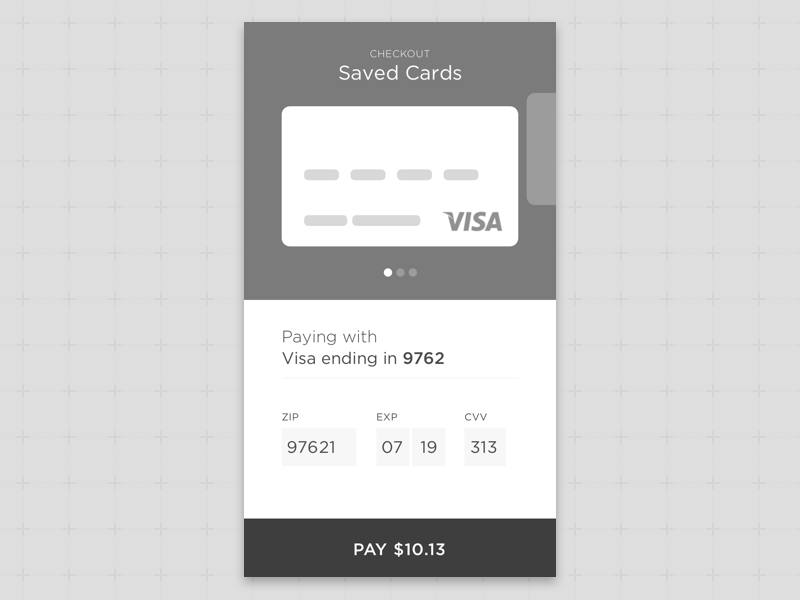 CHECKOUT
Saved Cards
VISA
Paying with
Visa ending in 9762
ZIP EXP CVV
97621 07 19 313
PAY $10.13